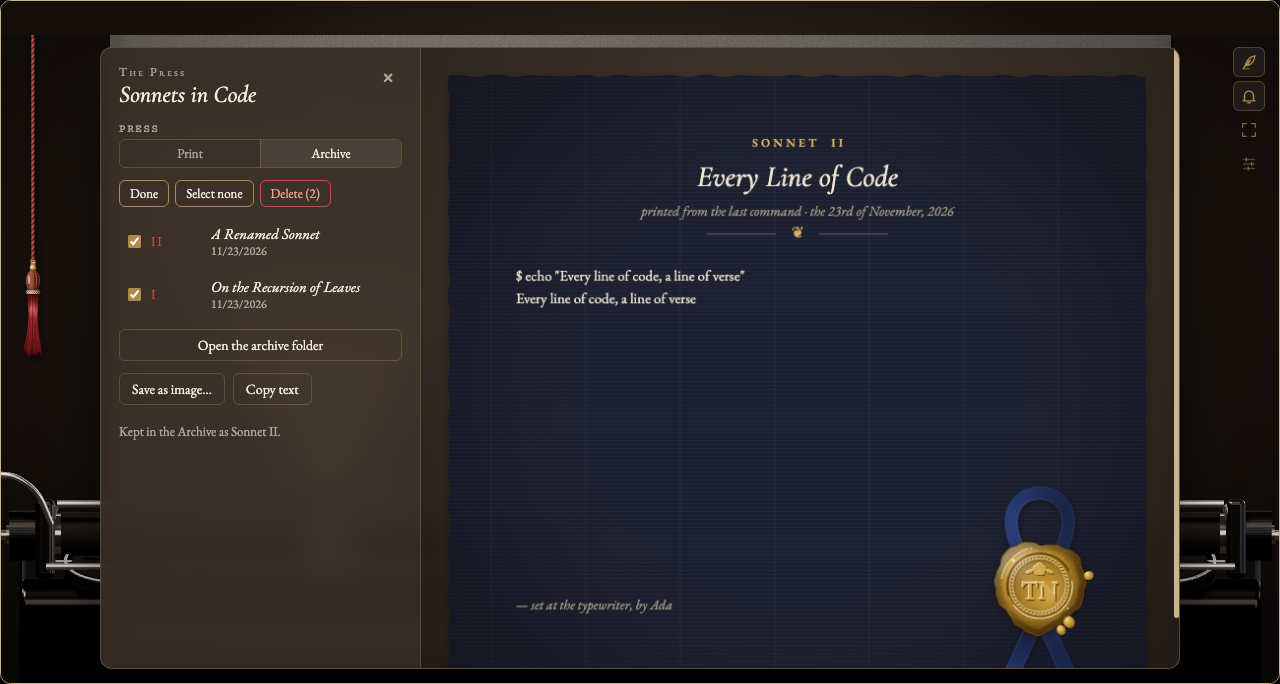 The Press
Sonnets in Code
×
PRESS
Print
Archive
Done
Select none
Delete (2)
II
A Renamed Sonnet
11/23/2026
I
On the Recursion of Leaves
11/23/2026
Open the archive folder
Save as image...
Copy text
Kept in the Archive as Sonnet II.
SONNET II
Every Line of Code
printed from the last command · the 23rd of November, 2026
$ echo "Every line of code, a line of verse"
Every line of code, a line of verse
— set at the typewriter, by Ada
TN